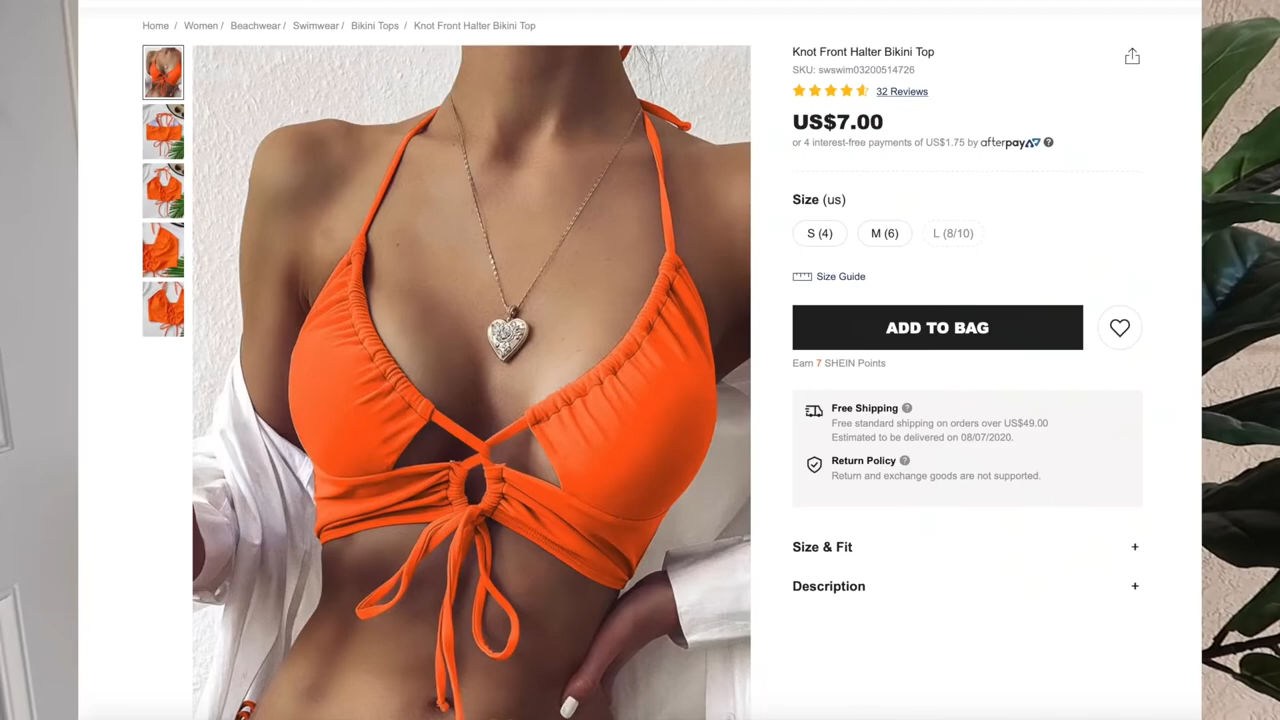 Home / Women / Beachwear / Swimwear / Bikini Tops / Knot Front Halter Bikini Top
Knot Front Halter Bikini Top
SKU: swswim03200514726
32 Reviews
US$7.00
or 4 interest-free payments of US$1.75 by afterpay ?
Size (us)
S (4) M (6) L (8/10)
Size Guide
ADD TO BAG
Earn 7 SHEIN Points
Free Shipping ?
Free standard shipping on orders over US$49.00
Estimated to be delivered on 08/07/2020.
Return Policy ?
Return and exchange goods are not supported.
Size & Fit +
Description +